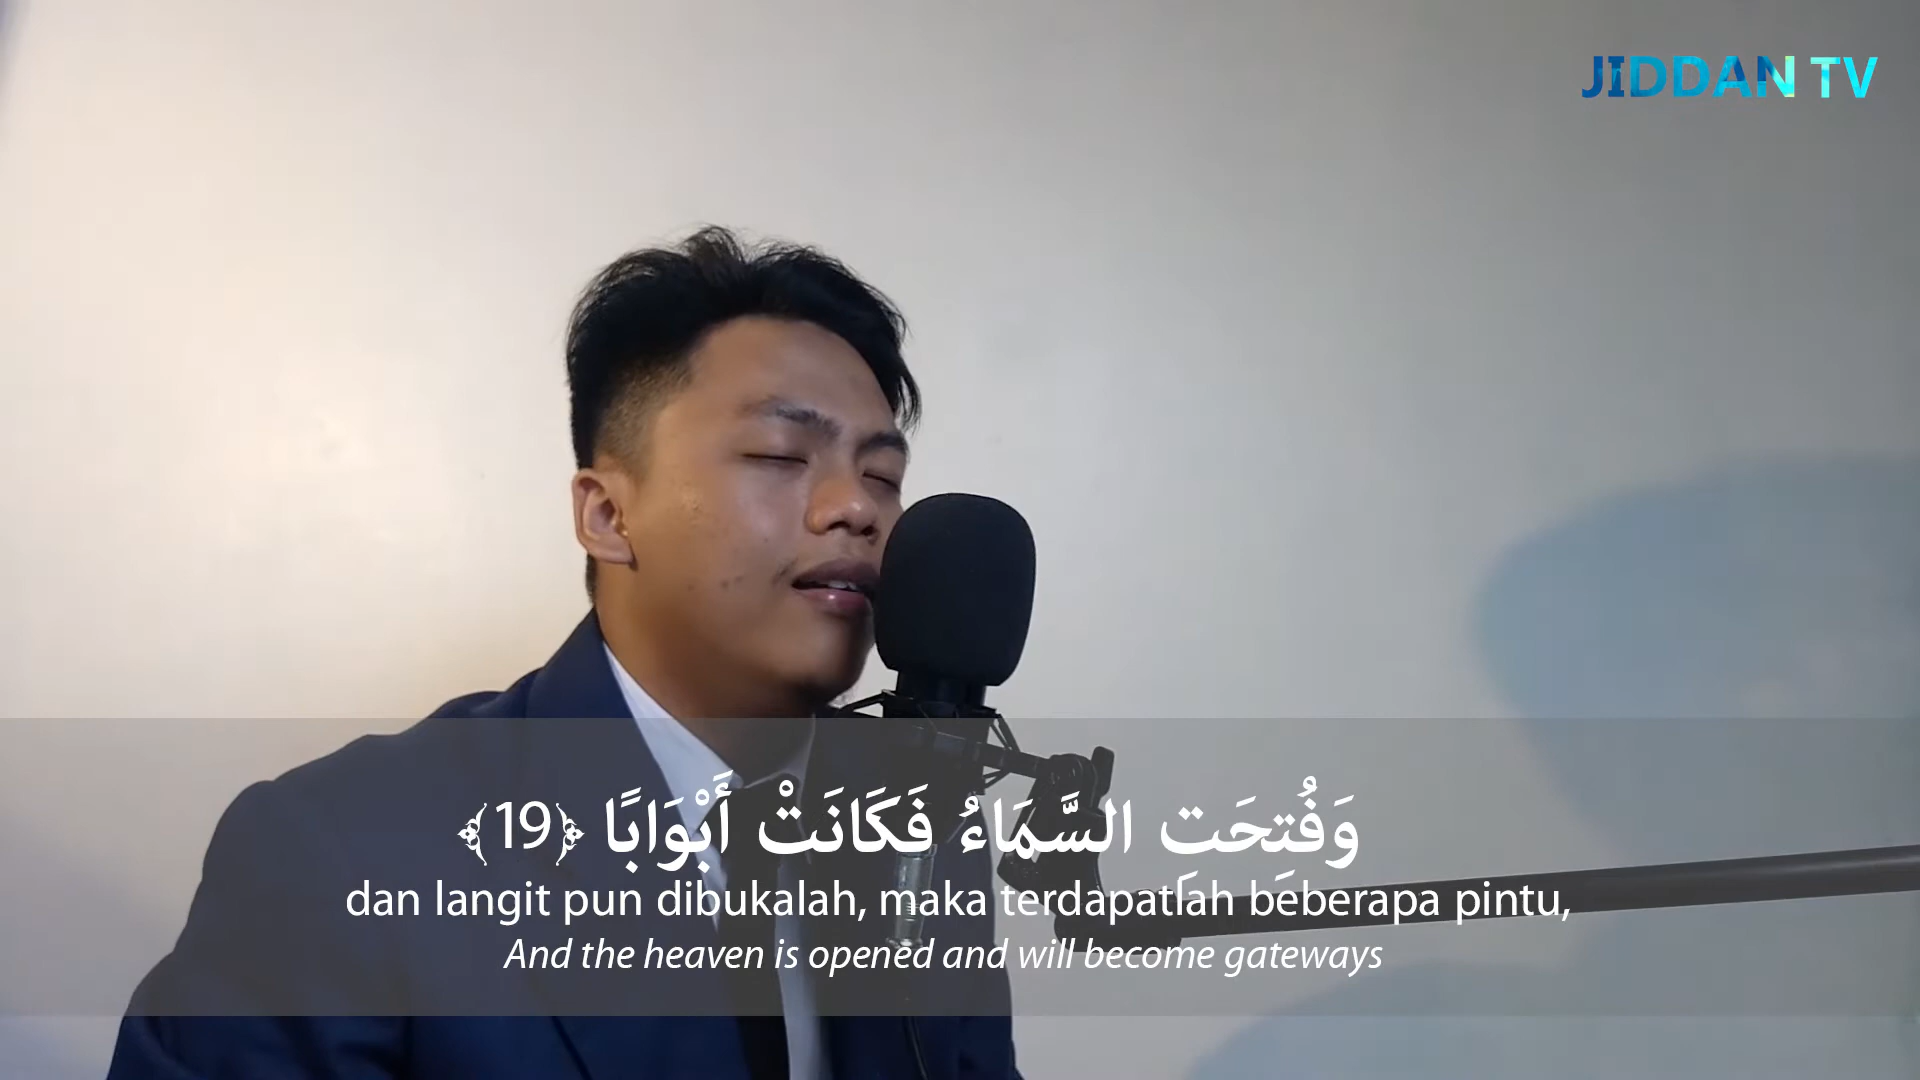 JIDDAN TV
وَفُتِحَتِ السَّمَاءُ فَكَانَتْ أَبْوَابًا ﴿19﴾
dan langit pun dibukalah, maka terdapatlah beberapa pintu,
And the heaven is opened and will become gateways